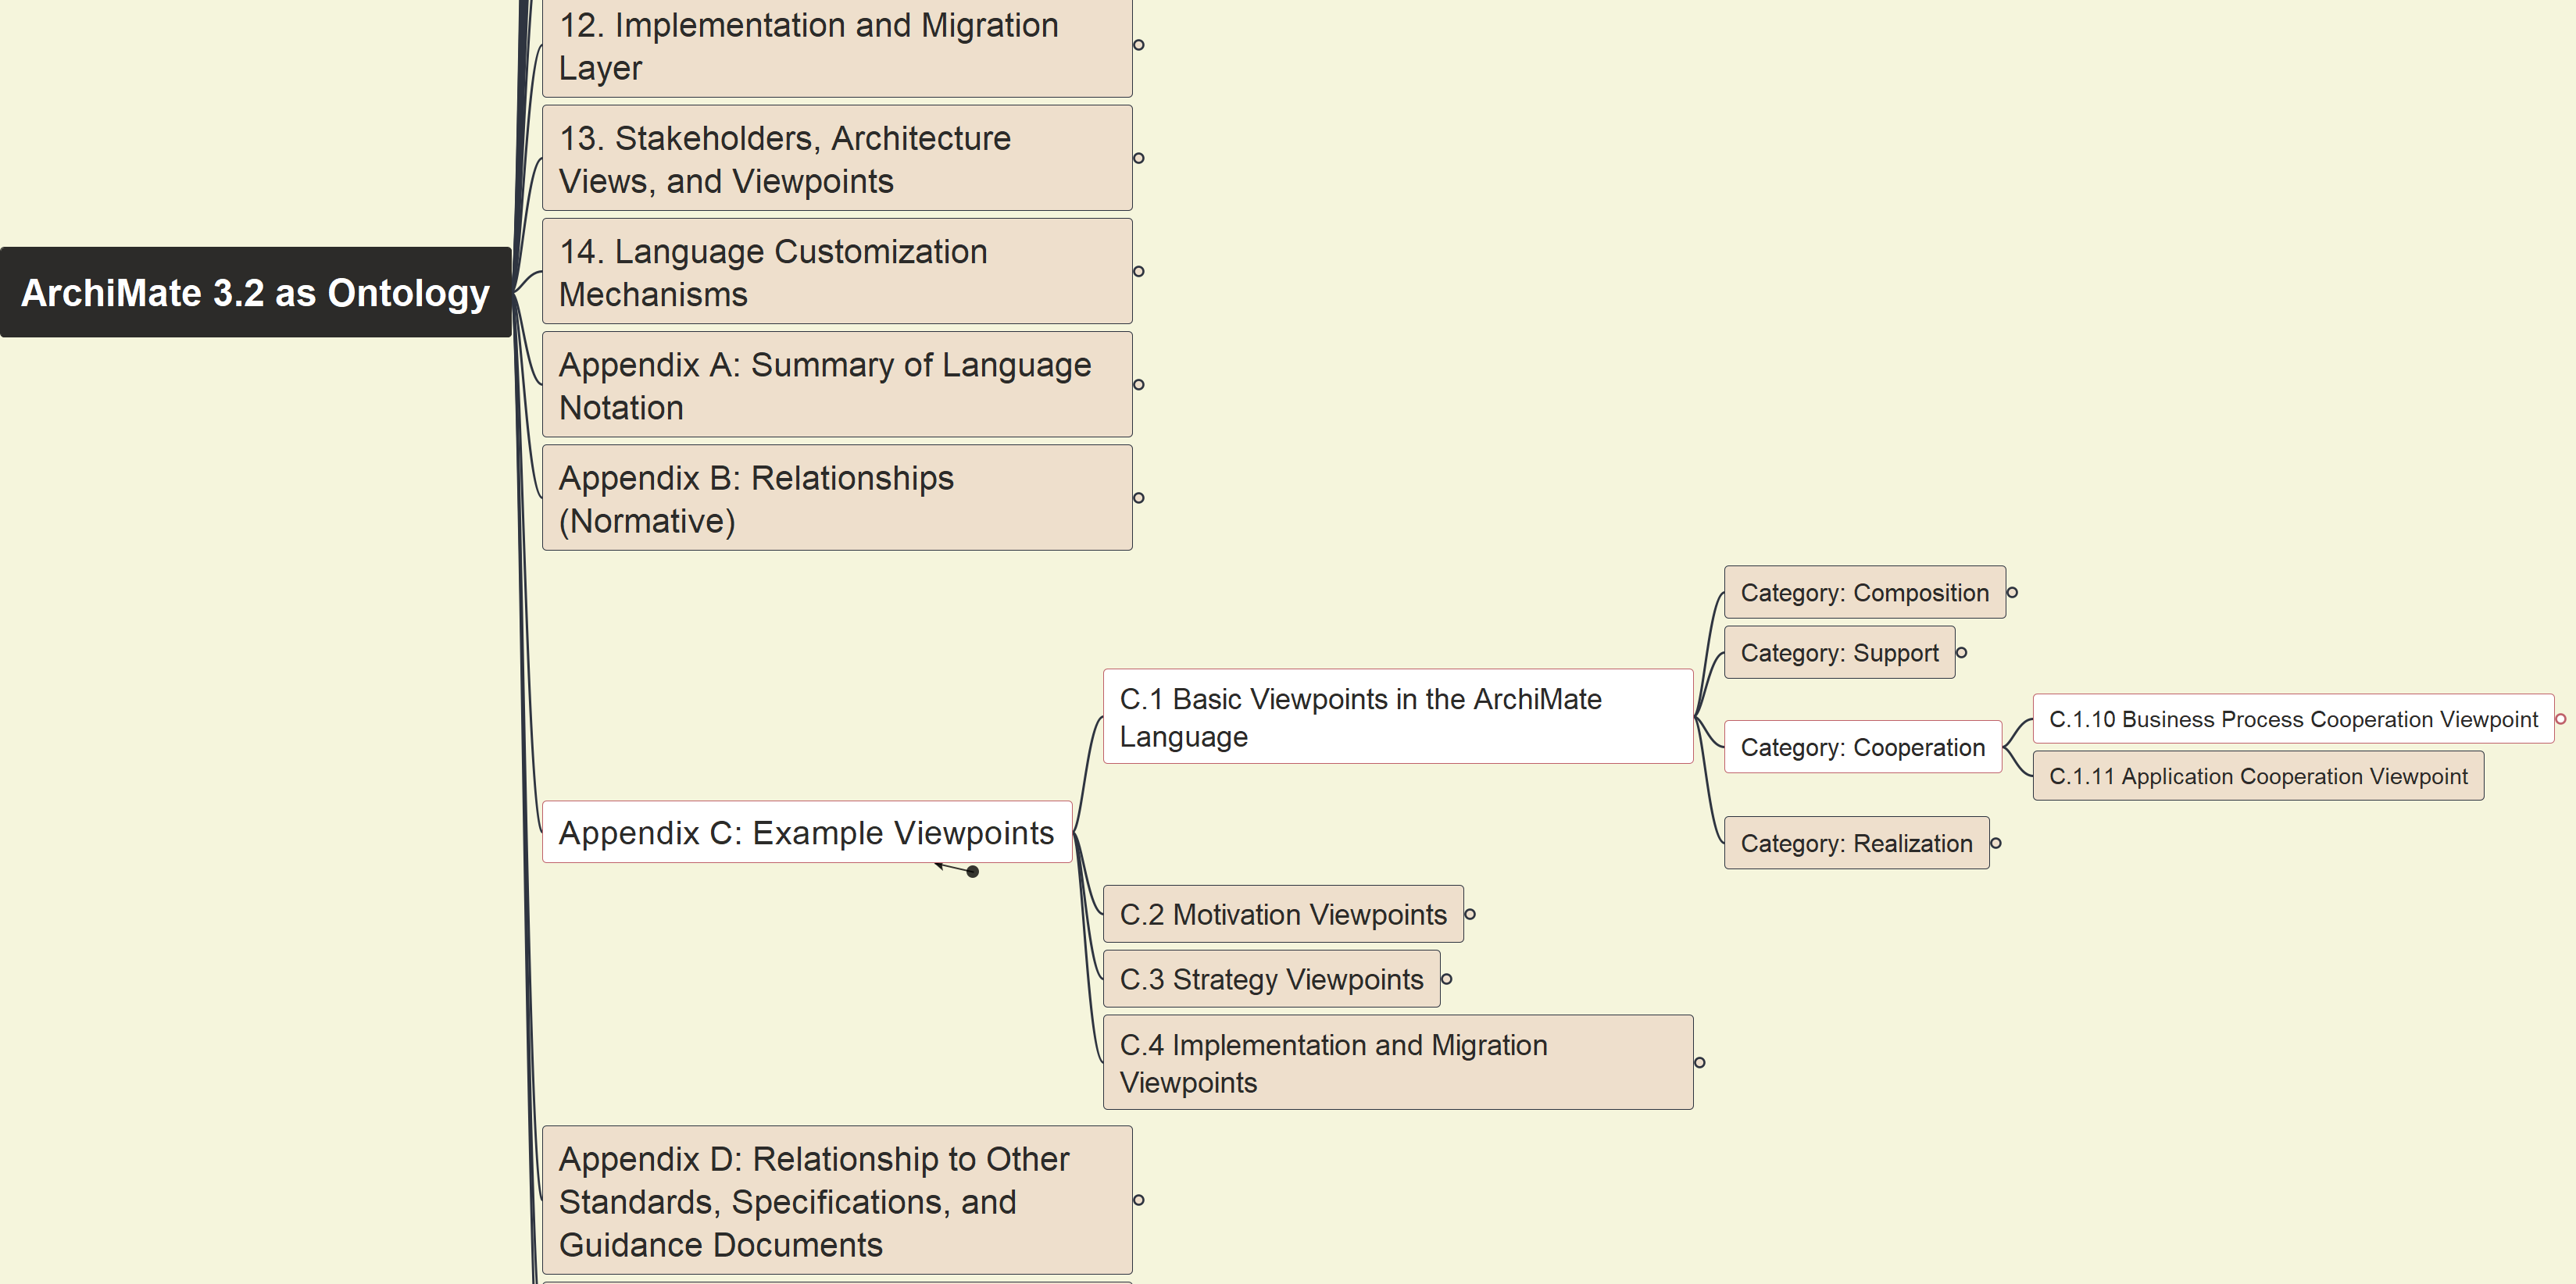 12. Implementation and Migration
Layer
13. Stakeholders, Architecture
Views, and Viewpoints
14. Language Customization
Mechanisms
ArchiMate 3.2 as Ontology
Appendix A: Summary of Language
Notation
Appendix B: Relationships
(Normative)
Appendix C: Example Viewpoints
C.1 Basic Viewpoints in the ArchiMate
Language
Category: Composition
Category: Support
Category: Cooperation
C.1.10 Business Process Cooperation Viewpoint
C.1.11 Application Cooperation Viewpoint
Category: Realization
C.2 Motivation Viewpoints
C.3 Strategy Viewpoints
C.4 Implementation and Migration
Viewpoints
Appendix D: Relationship to Other
Standards, Specifications, and
Guidance Documents